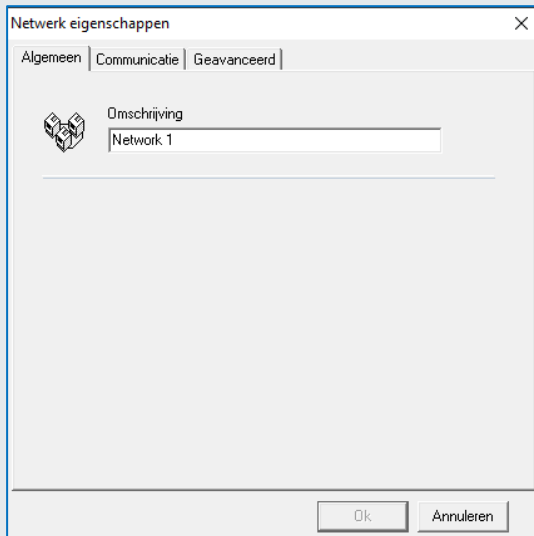 Netwerk eigenschappen
Algemeen Communicatie Geavanceerd
Omschrijving
Network 1
Ok Annuleren